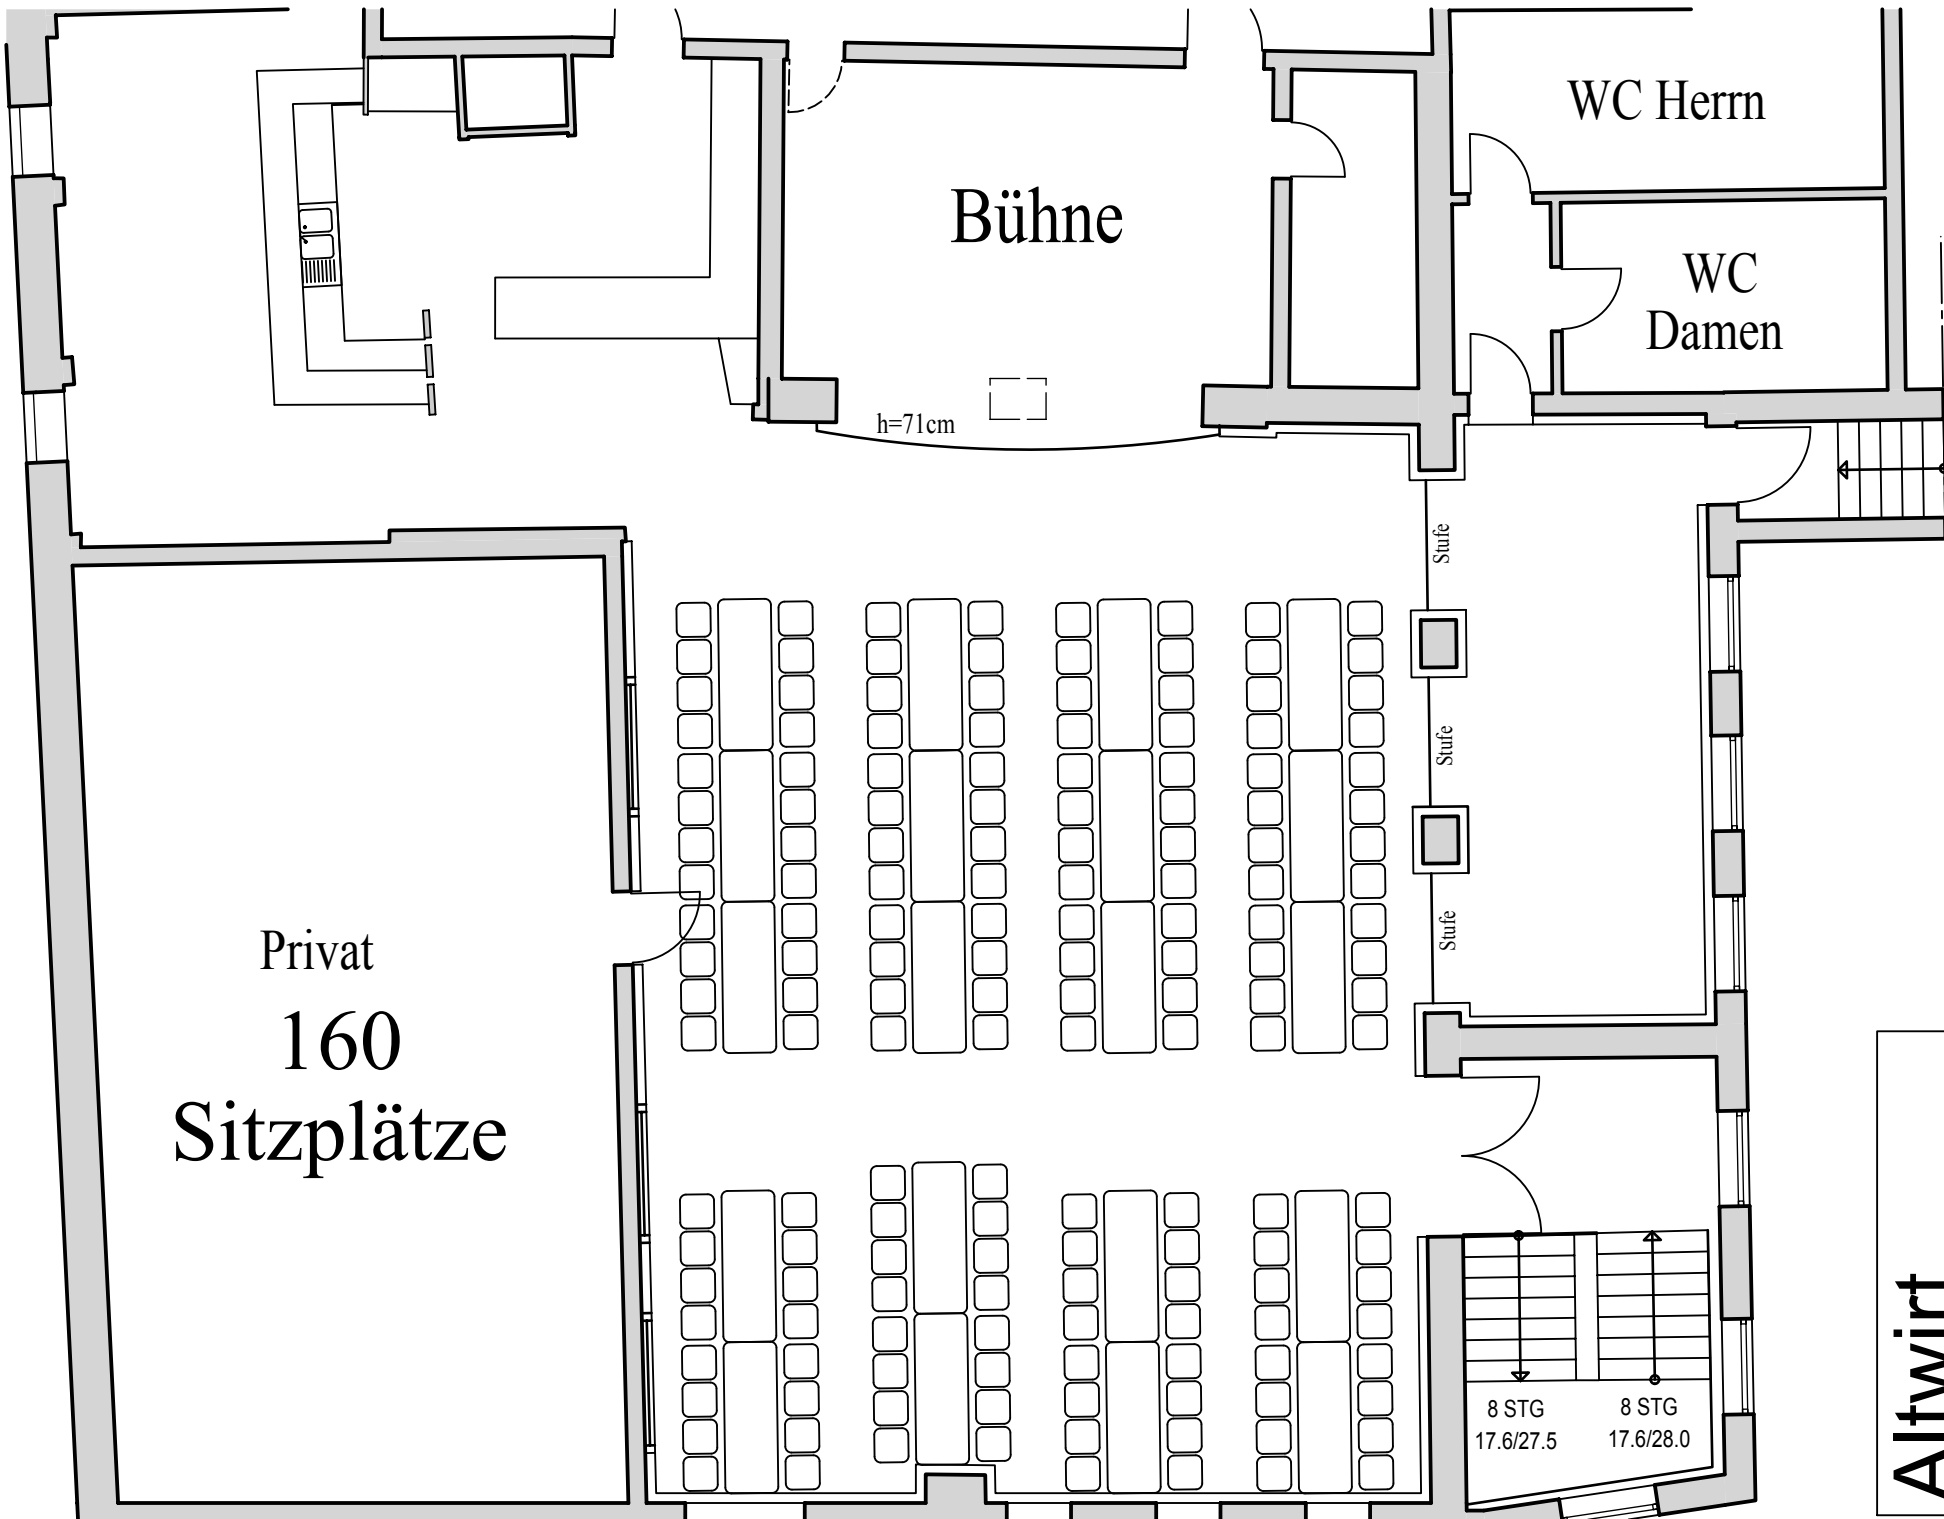 WC Herrn
Bühne
WC
Damen
h=71cm
Stufe
Stufe
Stufe
Privat
160
Sitzplätze
8 STG
17.6/27.5
8 STG
17.6/28.0
Altwirt